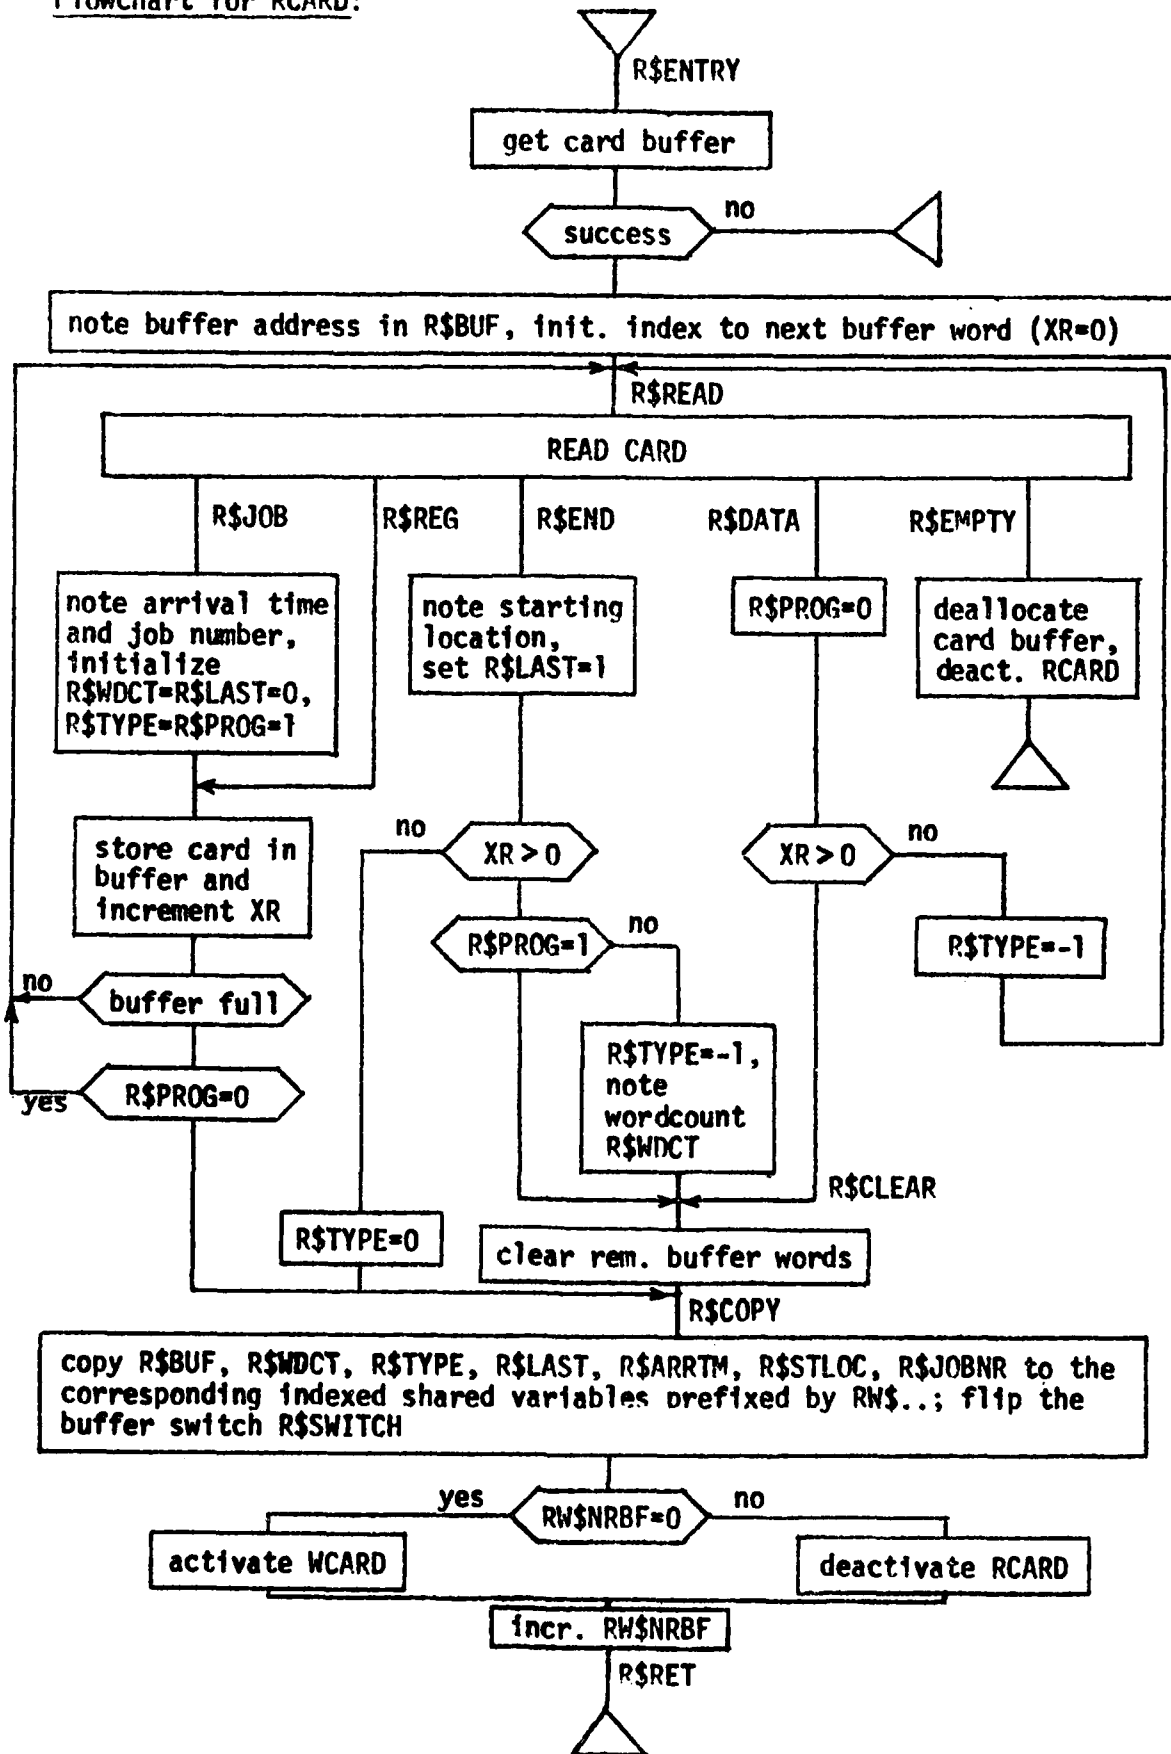 Flowchart for RCARD:
R$ENTRY
get card buffer
success
no
note buffer address in R$BUF, init. index to next buffer word (XR=0)
R$READ
READ CARD
R$JOB
R$REG
R$END
R$DATA
R$EMPTY
note arrival time
and job number,
initialize
R$WDCT=R$LAST=0,
R$TYPE=R$PROG=1
note starting
location,
set R$LAST=1
R$PROG=0
deallocate
card buffer,
deact. RCARD
store card in
buffer and
increment XR
no
XR > 0
XR > 0
no
R$PROG=1
no
R$TYPE=-1
no
buffer full
yes
R$PROG=0
R$TYPE=-1,
note
wordcount
R$WDCT
R$CLEAR
R$TYPE=0
clear rem. buffer words
R$COPY
copy R$BUF, R$WDCT, R$TYPE, R$LAST, R$ARRTM, R$STLOC, R$JOBNR to the
corresponding indexed shared variables prefixed by RW$..; flip the
buffer switch R$SWITCH
yes
RW$NRBF=0
no
activate WCARD
deactivate RCARD
incr. RW$NRBF
R$RET